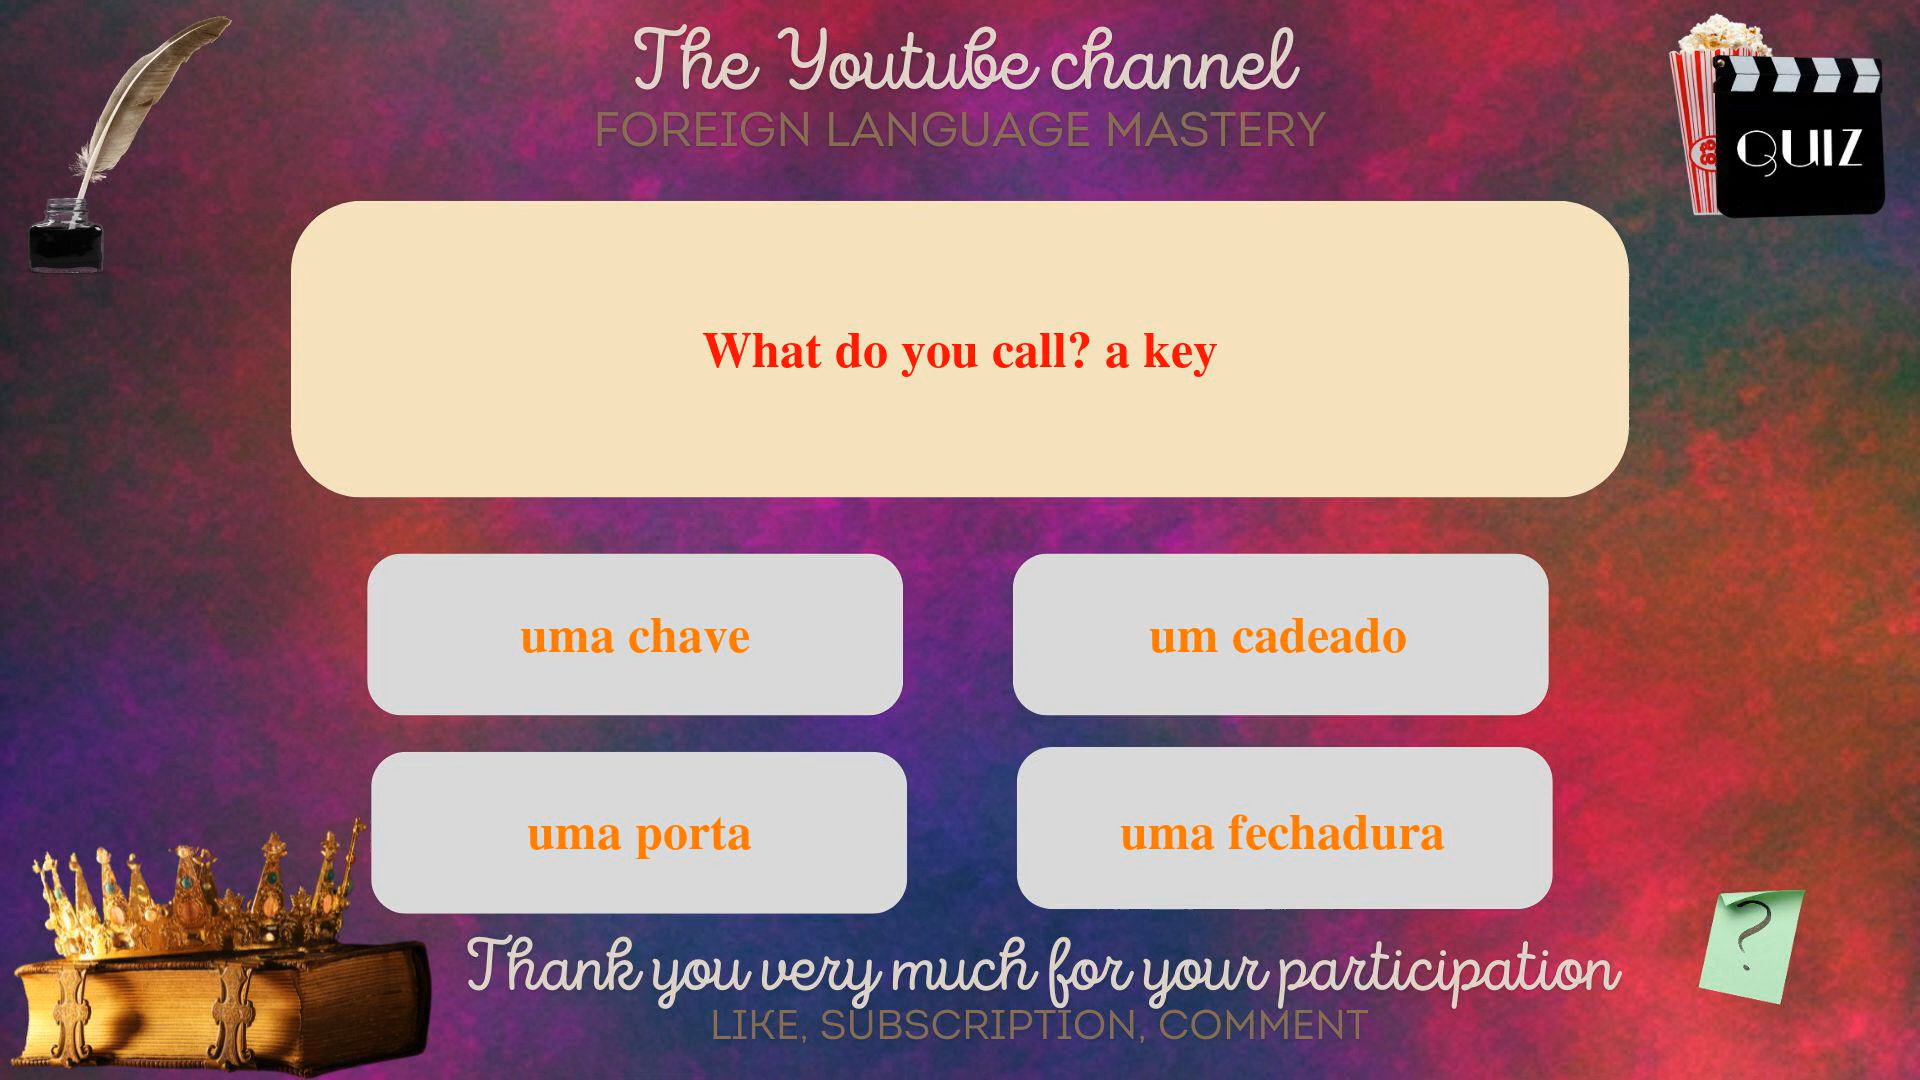 The Youtube channel
FOREIGN LANGUAGE MASTERY
QUIZ
What do you call? a key
uma chave
um cadeado
uma porta
uma fechadura
?
Thank you very much for your participation
LIKE, SUBSCRIPTION, COMMENT